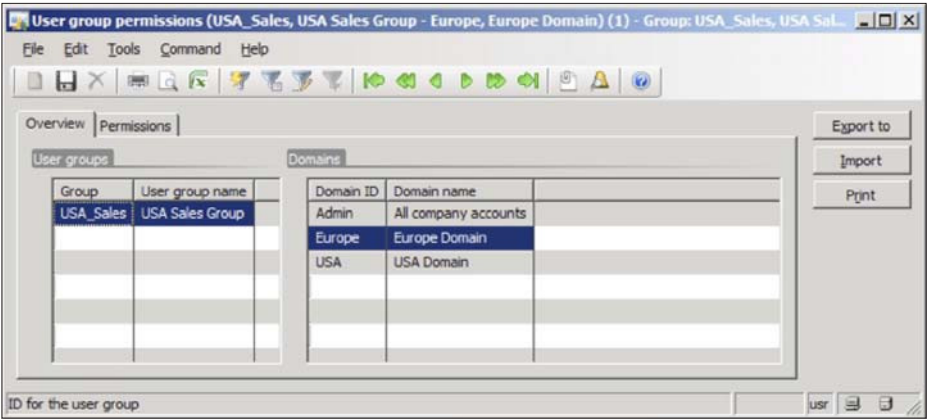 User group permissions (USA_Sales, USA Sales Group - Europe, Europe Domain) (1) - Group: USA_Sales, USA Sal...
File Edit Tools Command Help
Overview Permissions
Export to
Import
Print
User groups Domains
Group User group name Domain ID Domain name
USA_Sales USA Sales Group Admin All company accounts
Europe Europe Domain
USA USA Domain
ID for the user group usr